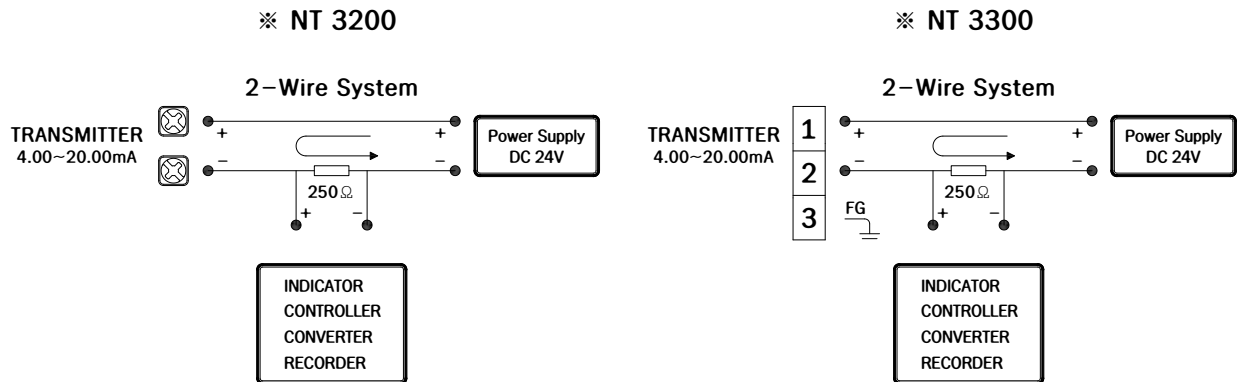 ※ NT 3200
2-Wire System
TRANSMITTER
4.00~20.00mA
+
+
−
−
Power Supply
DC 24V
250Ω
+
−
INDICATOR
CONTROLLER
CONVERTER
RECORDER
※ NT 3300
2-Wire System
TRANSMITTER
4.00~20.00mA
1
2
3
+
+
−
−
FG
Power Supply
DC 24V
250Ω
+
−
INDICATOR
CONTROLLER
CONVERTER
RECORDER